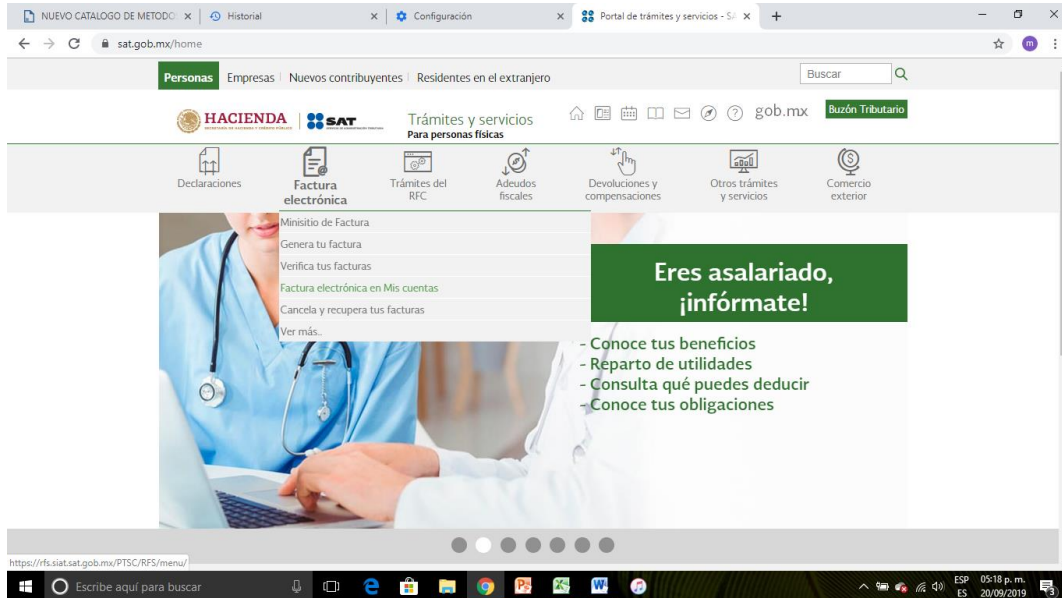 NUEVO CATALOGO DE METODO
Historial
Configuración
Portal de trámites y servicios - SA
sat.gob.mx/home
m
Personas Empresas Nuevos contribuyentes Residentes en el extranjero
Buscar
HACIENDA
SAT
Trámites y servicios
Para personas físicas
gob.mx
Buzón Tributario
Declaraciones
Factura
electrónica
Trámites del
RFC
Adeudos
fiscales
Devoluciones y
compensaciones
Otros trámites
y servicios
Comercio
exterior
Minisitio de Factura
Genera tu factura
Verifica tus facturas
Factura electrónica en Mis cuentas
Cancela y recupera tus facturas
Ver más..
Eres asalariado,
¡infórmate!
- Conoce tus beneficios
- Reparto de utilidades
- Consulta qué puedes deducir
- Conoce tus obligaciones
https://rfs.siat.sat.gob.mx/PTSC/RFS/menu/
Escribe aquí para buscar
ESP
ES
05:18 p. m.
20/09/2019